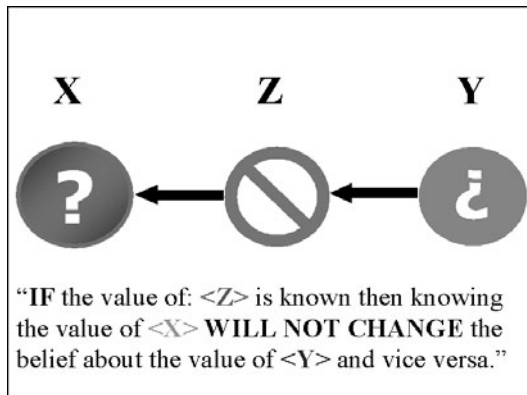 X Z Y
? ¿
“IF the value of: <Z> is known then knowing
the value of <X> WILL NOT CHANGE the
belief about the value of <Y> and vice versa.”